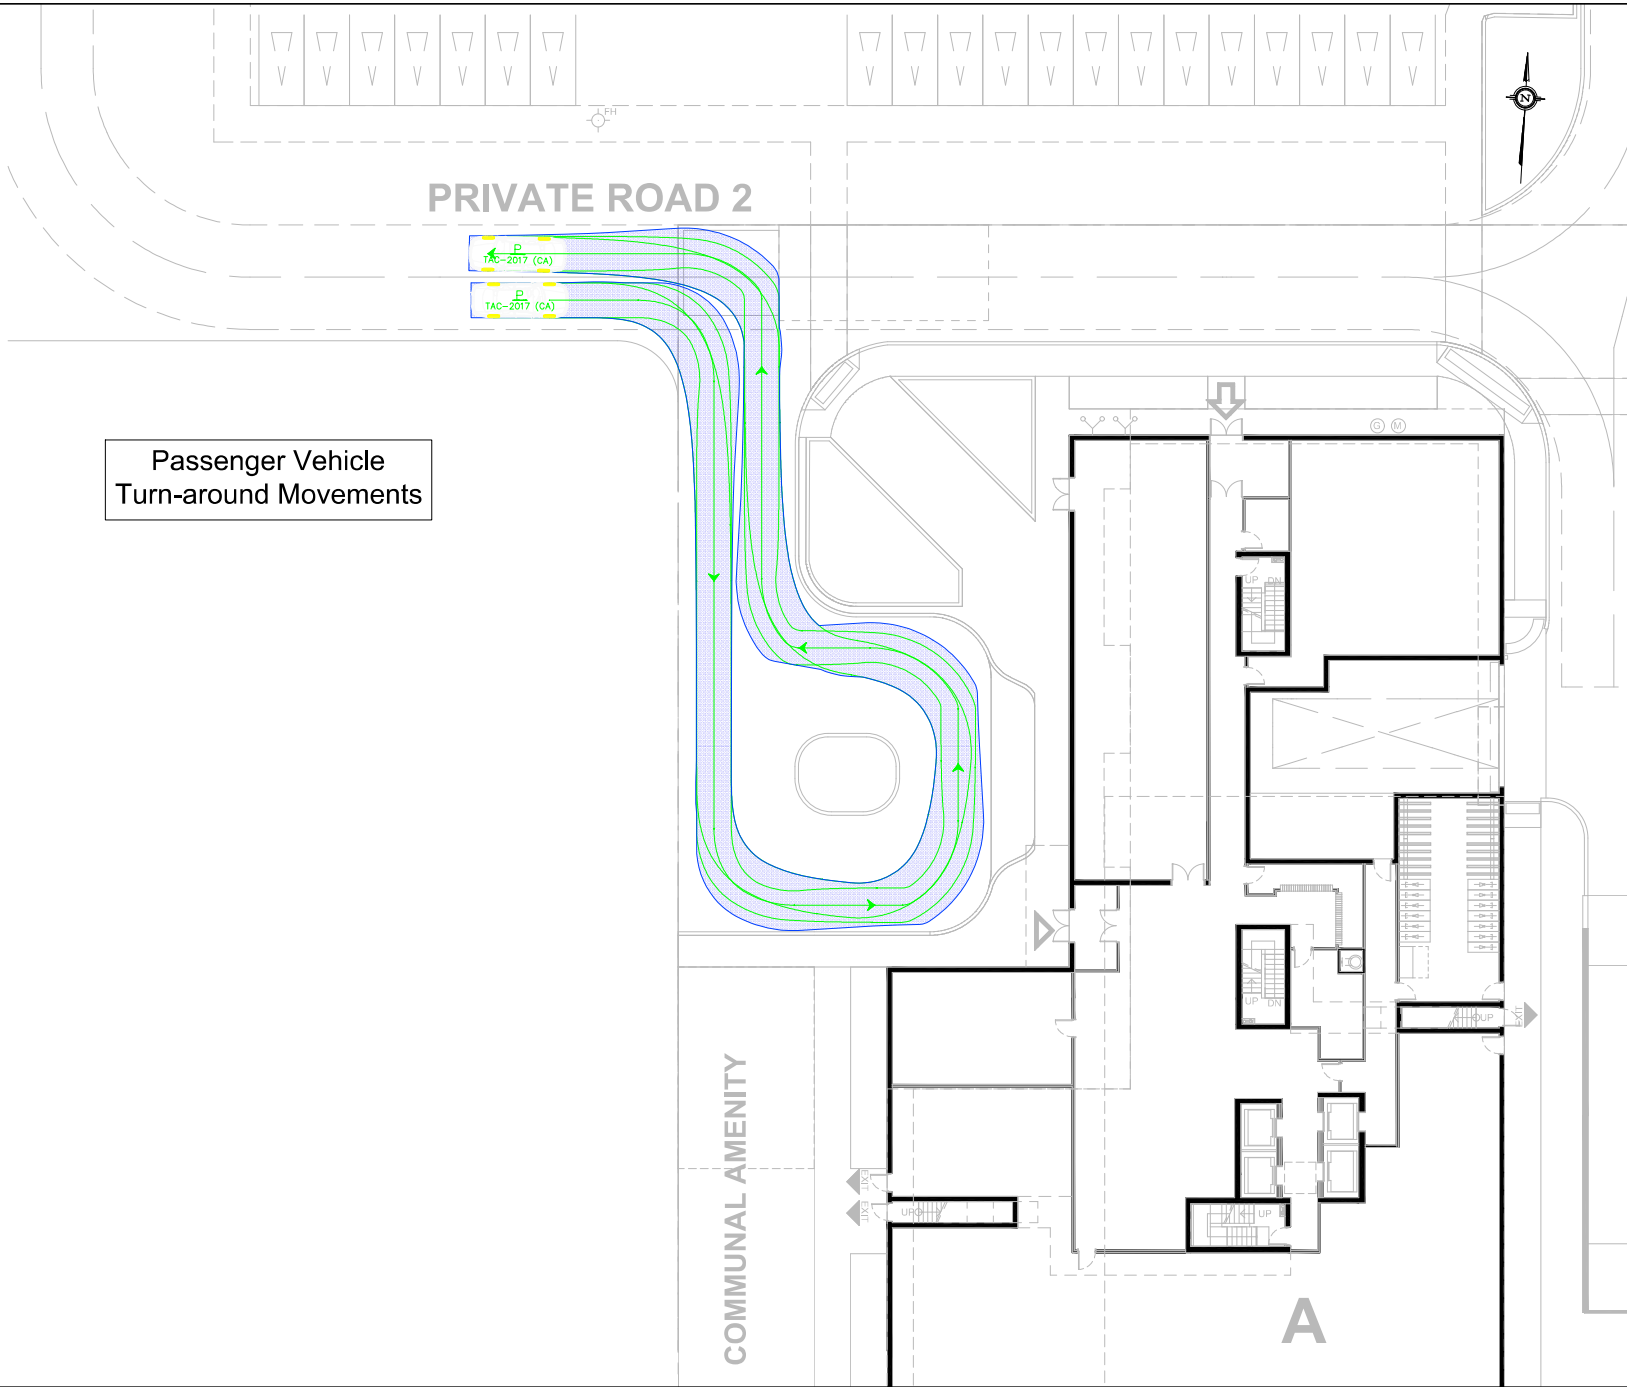 FH
N
PRIVATE ROAD 2
P
TAC-2017 (CA)
P
TAC-2017 (CA)
G M
Passenger Vehicle
Turn-around Movements
UP DN
UP DN
UP
EXIT
COMMUNAL AMENITY
EXIT
EXIT
UP
UP
A